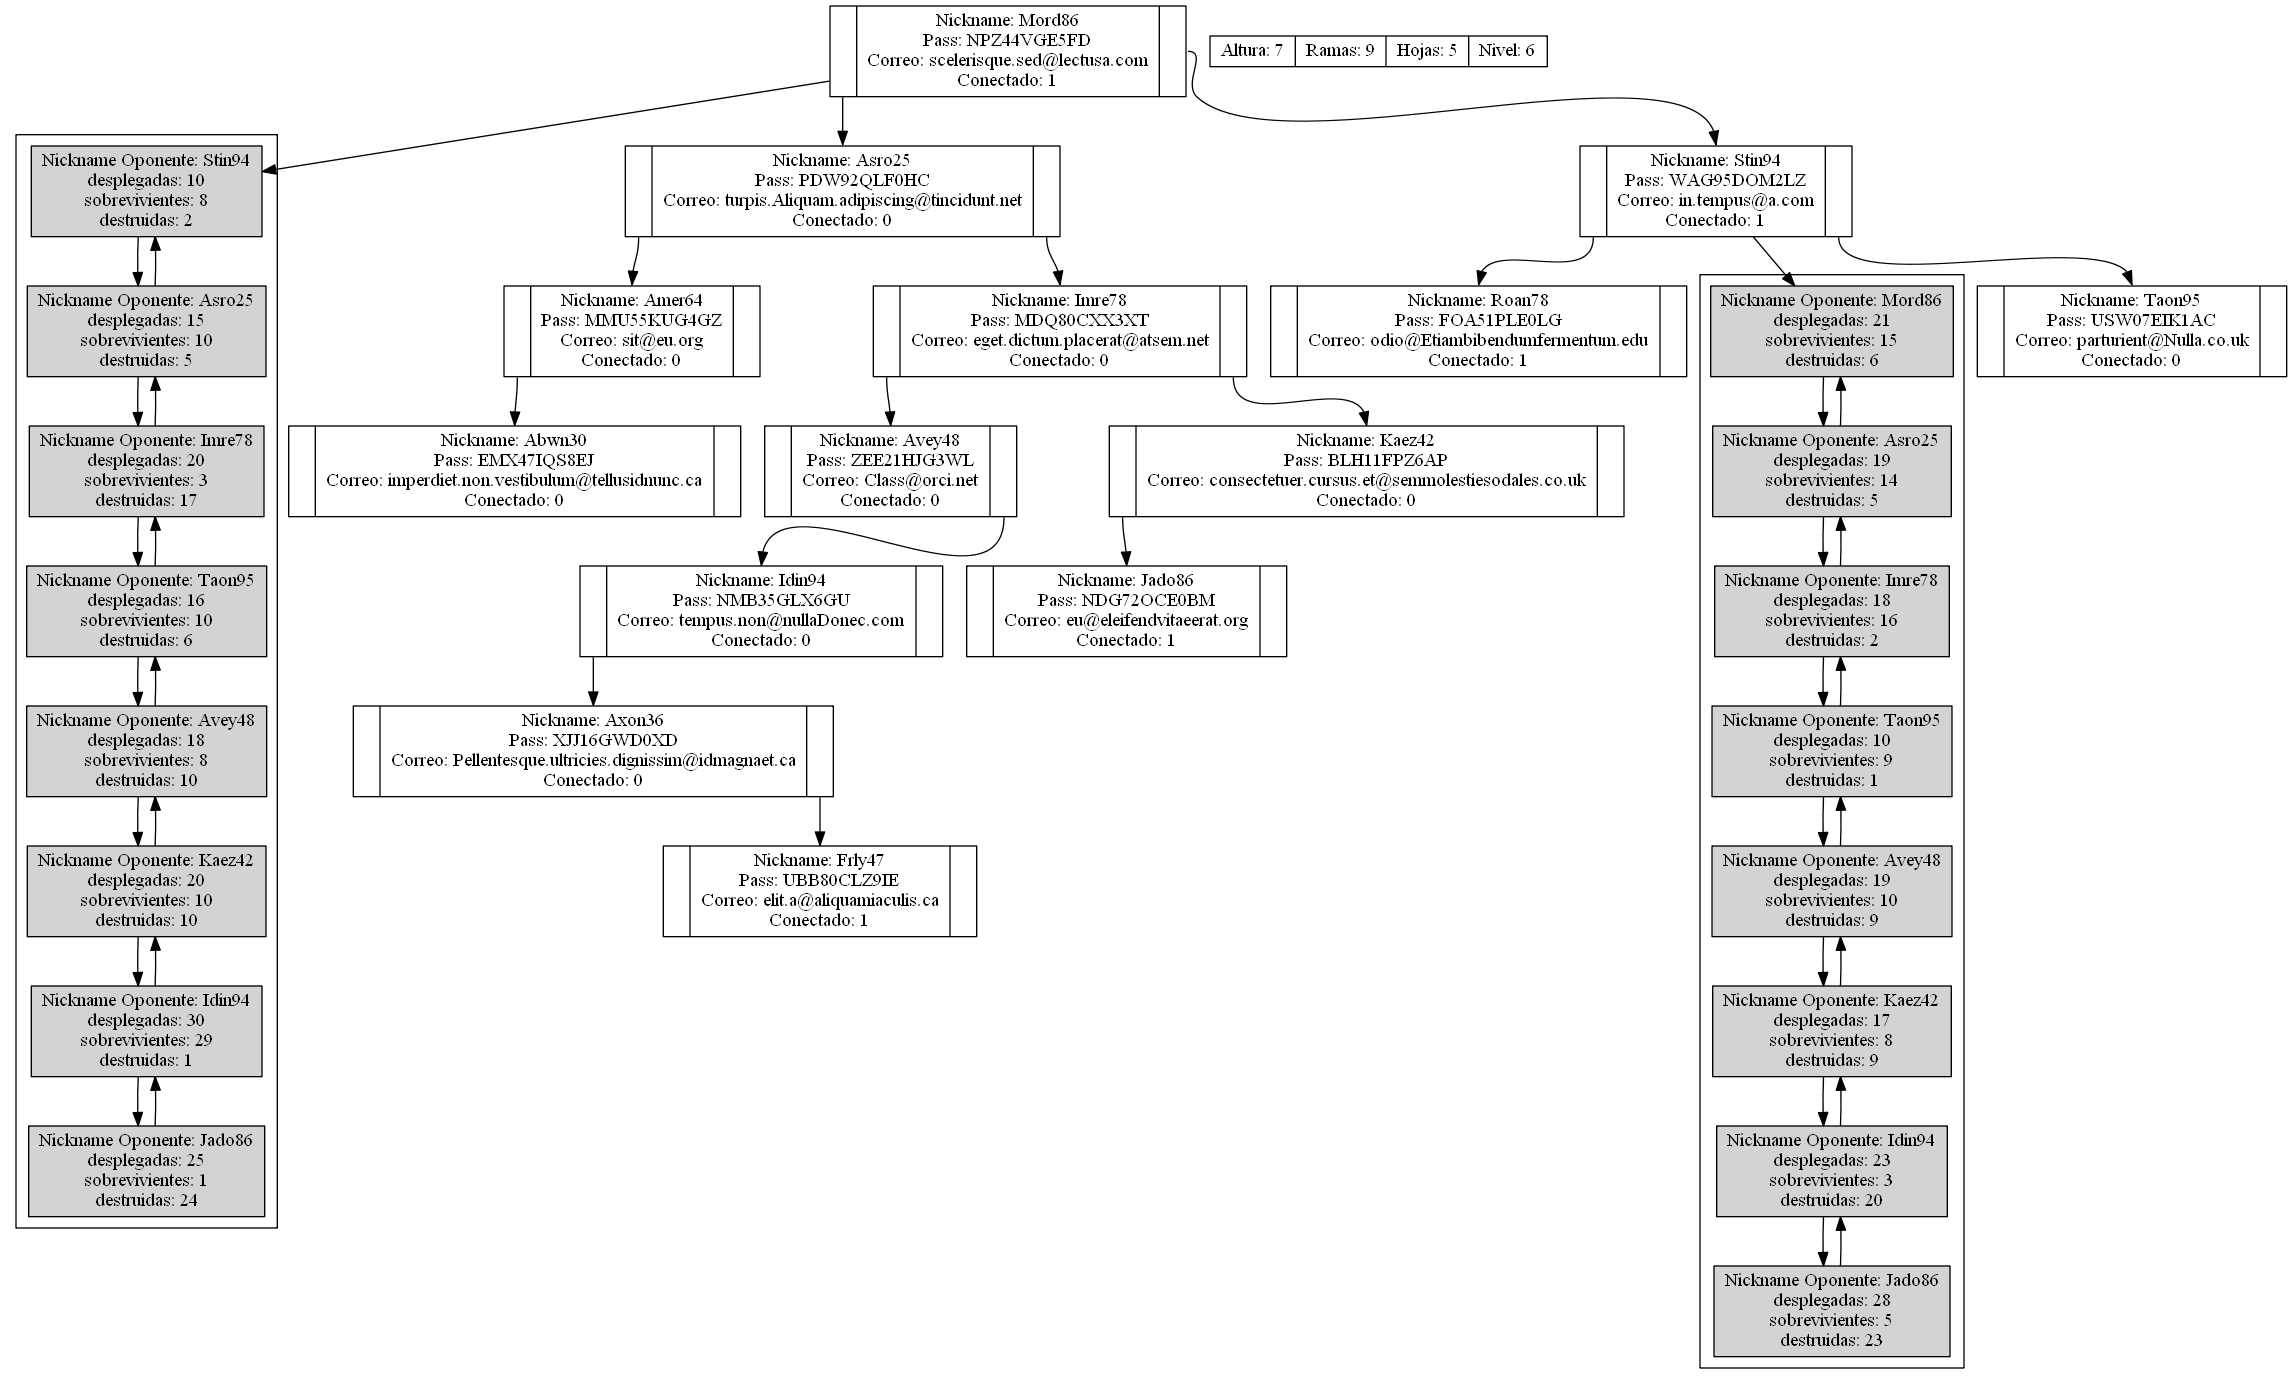 Nickname: Mord86
Pass: NPZ44VGE5FD
Correo: scelerisque.sed@lectusa.com
Conectado: 1
Altura: 7
Ramas: 9
Hojas: 5
Nivel: 6
Nickname Oponente: Stin94
desplegadas: 10
sobrevivientes: 8
destruidas: 2
Nickname: Asro25
Pass: PDW92QLF0HC
Correo: turpis.Aliquam.adipiscing@tincidunt.net
Conectado: 0
Nickname: Stin94
Pass: WAG95DOM2LZ
Correo: in.tempus@a.com
Conectado: 1
Nickname Oponente: Asro25
desplegadas: 15
sobrevivientes: 10
destruidas: 5
Nickname: Amer64
Pass: MMU55KUG4GZ
Correo: sit@eu.org
Conectado: 0
Nickname: Imre78
Pass: MDQ80CXX3XT
Correo: eget.dictum.placerat@atsem.net
Conectado: 0
Nickname: Roan78
Pass: FOA51PLE0LG
Correo: odio@Etiambibendumfermentum.edu
Conectado: 1
Nickname Oponente: Mord86
desplegadas: 21
sobrevivientes: 15
destruidas: 6
Nickname: Taon95
Pass: USW07EIK1AC
Correo: parturient@Nulla.co.uk
Conectado: 0
Nickname Oponente: Imre78
desplegadas: 20
sobrevivientes: 3
destruidas: 17
Nickname: Abwn30
Pass: EMX47IQS8EJ
Correo: imperdiet.non.vestibulum@tellusidnunc.ca
Conectado: 0
Nickname: Avey48
Pass: ZEE21HJG3WL
Correo: Class@orci.net
Conectado: 0
Nickname: Kaez42
Pass: BLH11FPZ6AP
Correo: consectetuer.cursus.et@semmolestiesodales.co.uk
Conectado: 0
Nickname Oponente: Asro25
desplegadas: 19
sobrevivientes: 14
destruidas: 5
Nickname Oponente: Taon95
desplegadas: 16
sobrevivientes: 10
destruidas: 6
Nickname: Idin94
Pass: NMB35GLX6GU
Correo: tempus.non@nullaDonec.com
Conectado: 0
Nickname: Jado86
Pass: NDG72OCE0BM
Correo: eu@eleifendvitaeerat.org
Conectado: 1
Nickname Oponente: Imre78
desplegadas: 18
sobrevivientes: 16
destruidas: 2
Nickname Oponente: Avey48
desplegadas: 18
sobrevivientes: 8
destruidas: 10
Nickname: Axon36
Pass: XJJ16GWD0XD
Correo: Pellentesque.ultricies.dignissim@idmagnaet.ca
Conectado: 0
Nickname Oponente: Taon95
desplegadas: 10
sobrevivientes: 9
destruidas: 1
Nickname Oponente: Kaez42
desplegadas: 20
sobrevivientes: 10
destruidas: 10
Nickname: Frly47
Pass: UBB80CLZ9IE
Correo: elit.a@aliquamiaculis.ca
Conectado: 1
Nickname Oponente: Avey48
desplegadas: 19
sobrevivientes: 10
destruidas: 9
Nickname Oponente: Idin94
desplegadas: 30
sobrevivientes: 29
destruidas: 1
Nickname Oponente: Kaez42
desplegadas: 17
sobrevivientes: 8
destruidas: 9
Nickname Oponente: Jado86
desplegadas: 25
sobrevivientes: 1
destruidas: 24
Nickname Oponente: Idin94
desplegadas: 23
sobrevivientes: 3
destruidas: 20
Nickname Oponente: Jado86
desplegadas: 28
sobrevivientes: 5
destruidas: 23